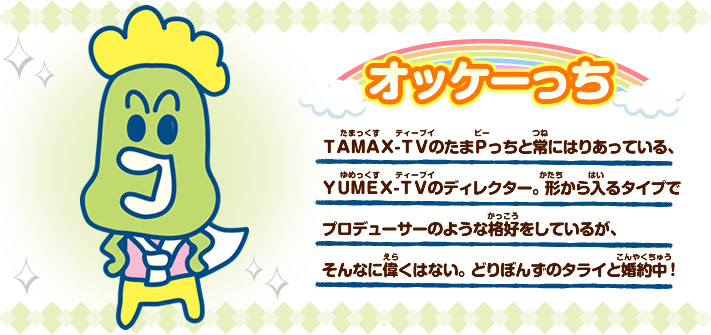 オッケーっち
TAMAX-TVのたまPっちと常にはりあっている、
YUMEX-TVのディレクター。形から入るタイプで
プロデューサーのような格好をしているが、
そんなに偉くはない。どりぼんずのタライと婚約中！